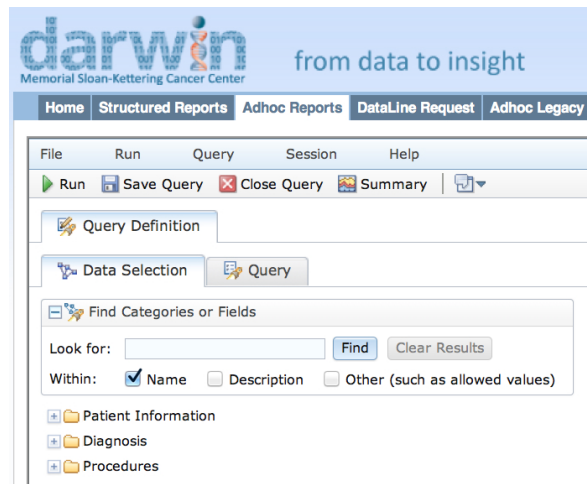 darwin
Memorial Sloan-Kettering Cancer Center
from data to insight
Home Structured Reports Adhoc Reports DataLine Request Adhoc Legacy
File Run Query Session Help
Run Save Query Close Query Summary
Query Definition
Data Selection Query
Find Categories or Fields
Look for: Find Clear Results
Within: Name Description Other (such as allowed values)
Patient Information
Diagnosis
Procedures